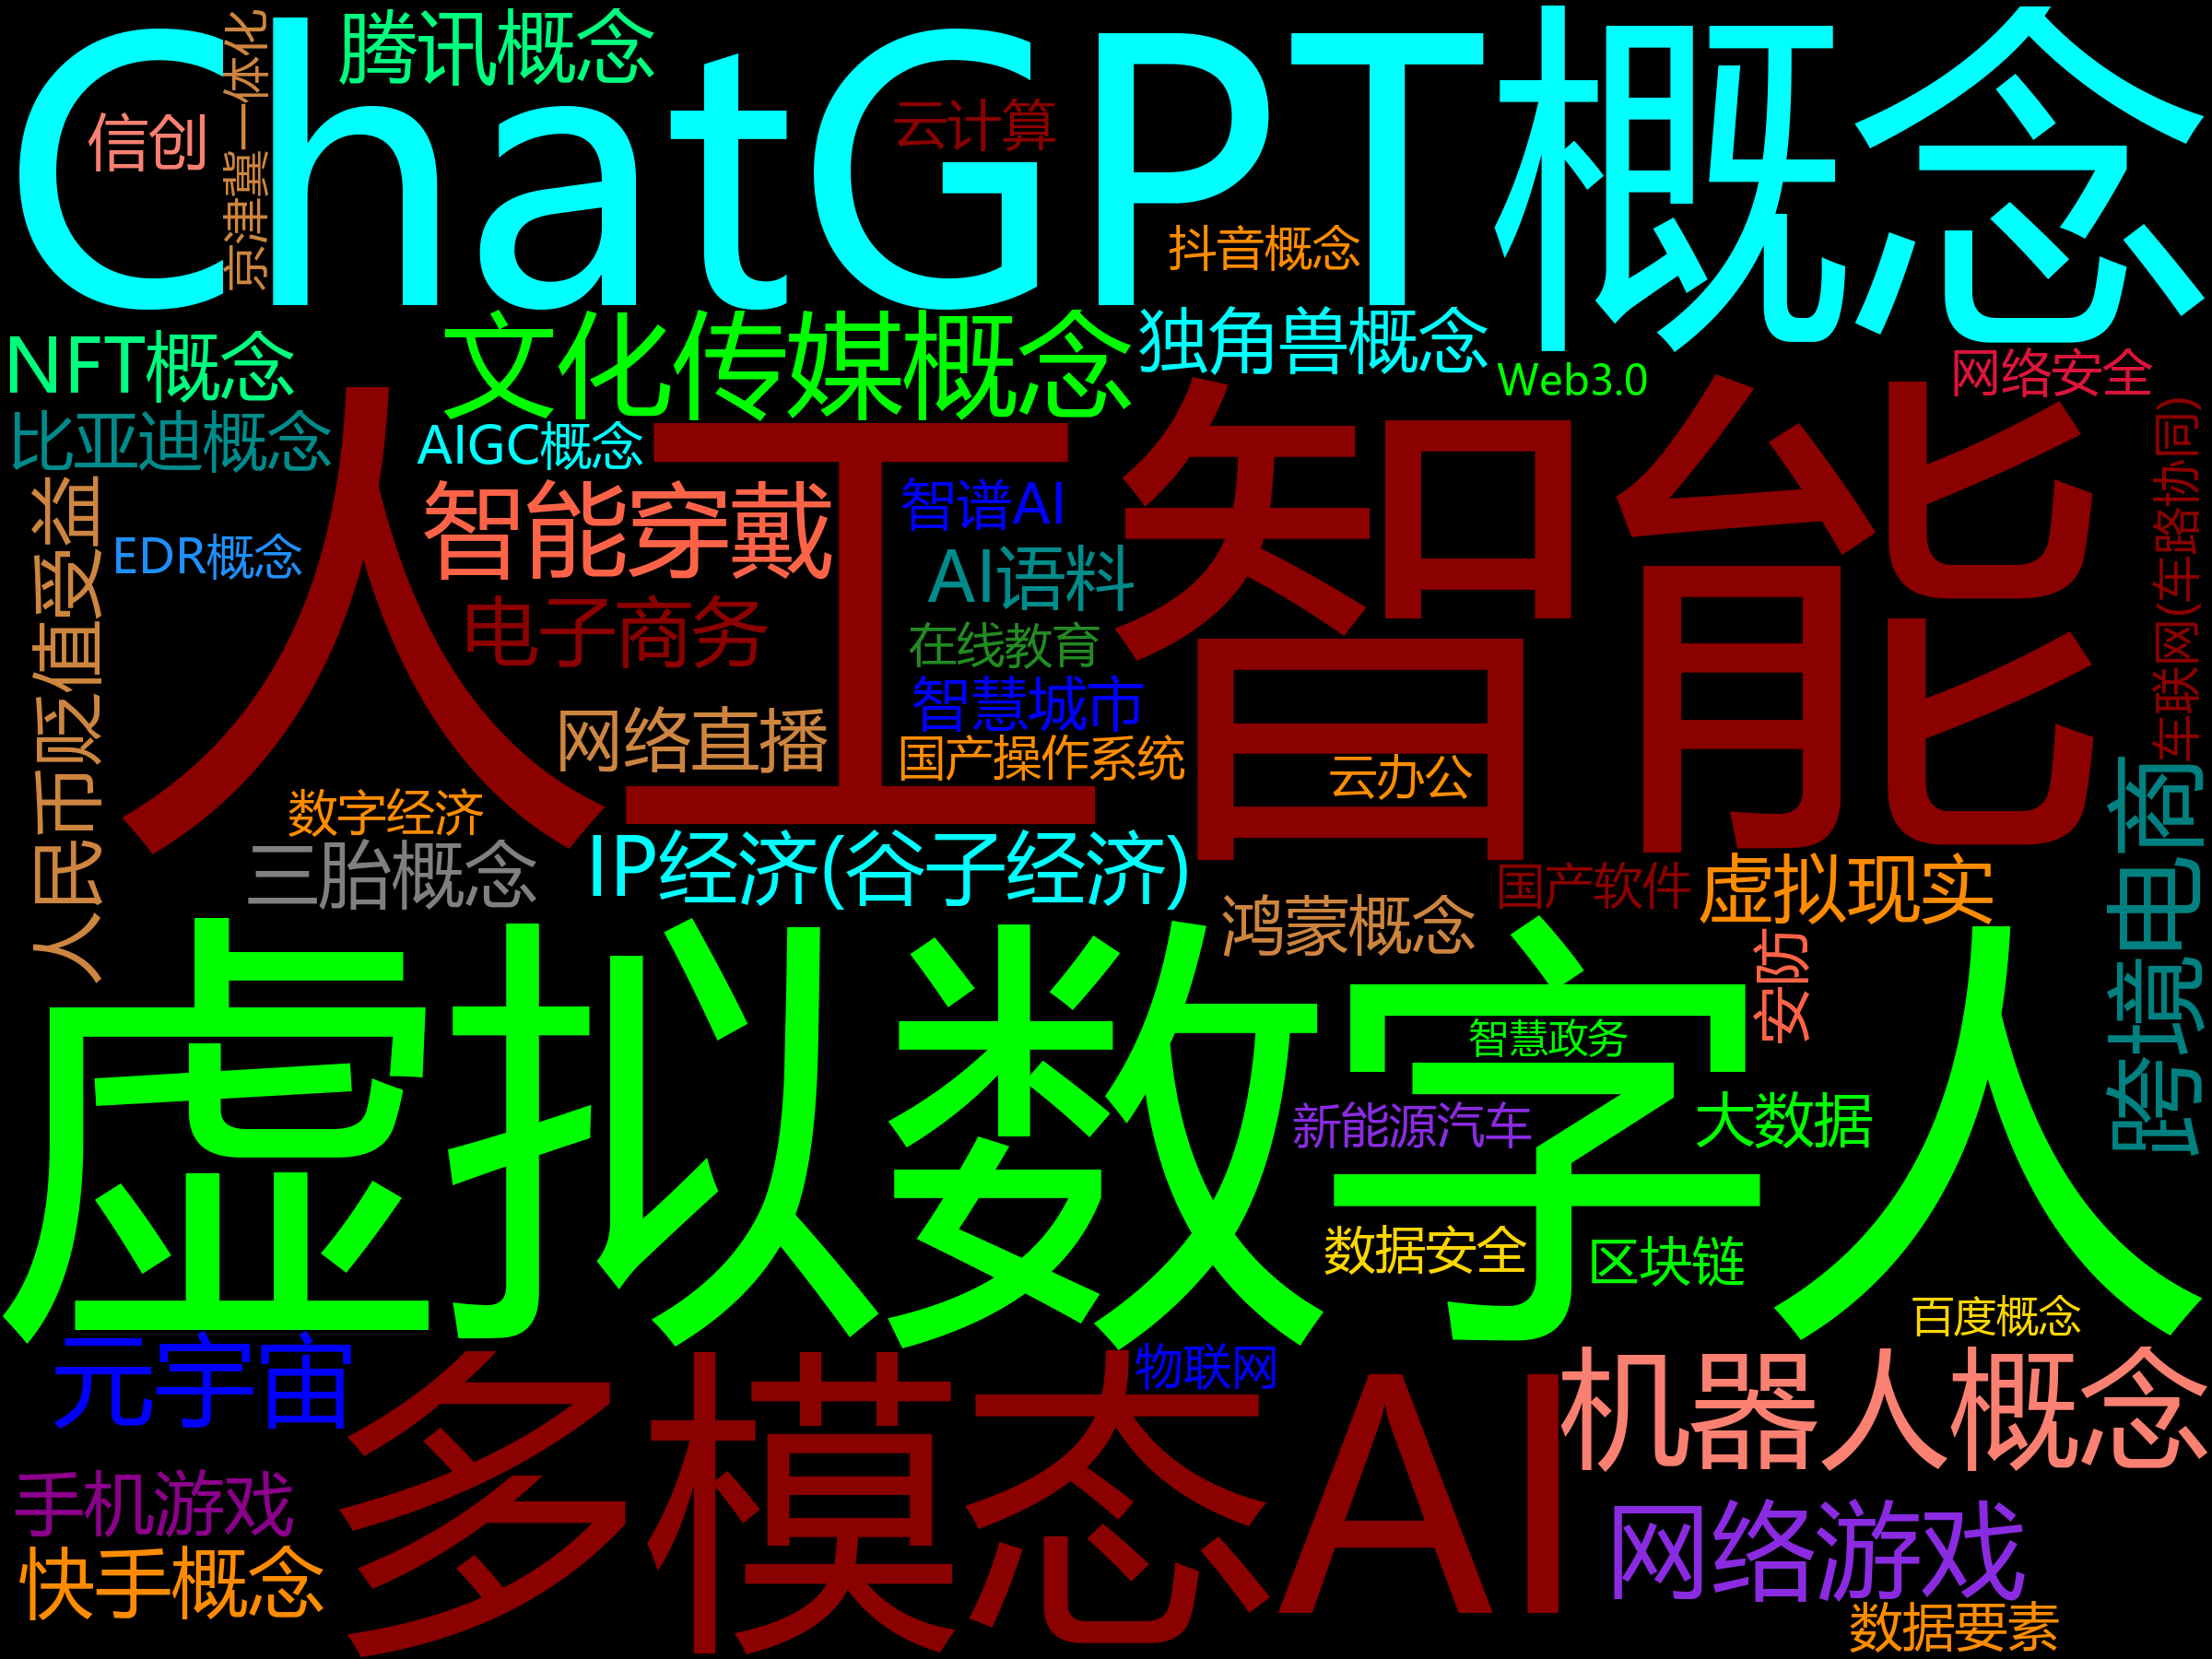 ChatGPT概念
腾讯概念
信创
京津冀一体化
云计算
抖音概念
NFT概念
文化传媒概念
独角兽概念
Web3.0
网络安全
比亚迪概念
AIGC概念
人工智能
智能穿戴
智谱AI
EDR概念
AI语料
人民币贬值受益
电子商务
在线教育
车联网(车路协同)
智慧城市
网络直播
国产操作系统
云办公
数字经济
三胎概念
IP经济(谷子经济)
国产软件
虚拟现实
鸿蒙概念
跨境电商
安防
虚拟数字人
智慧政务
新能源汽车
大数据
数据安全
区块链
百度概念
元宇宙
物联网
多模态AI
机器人概念
手机游戏
网络游戏
快手概念
数据要素